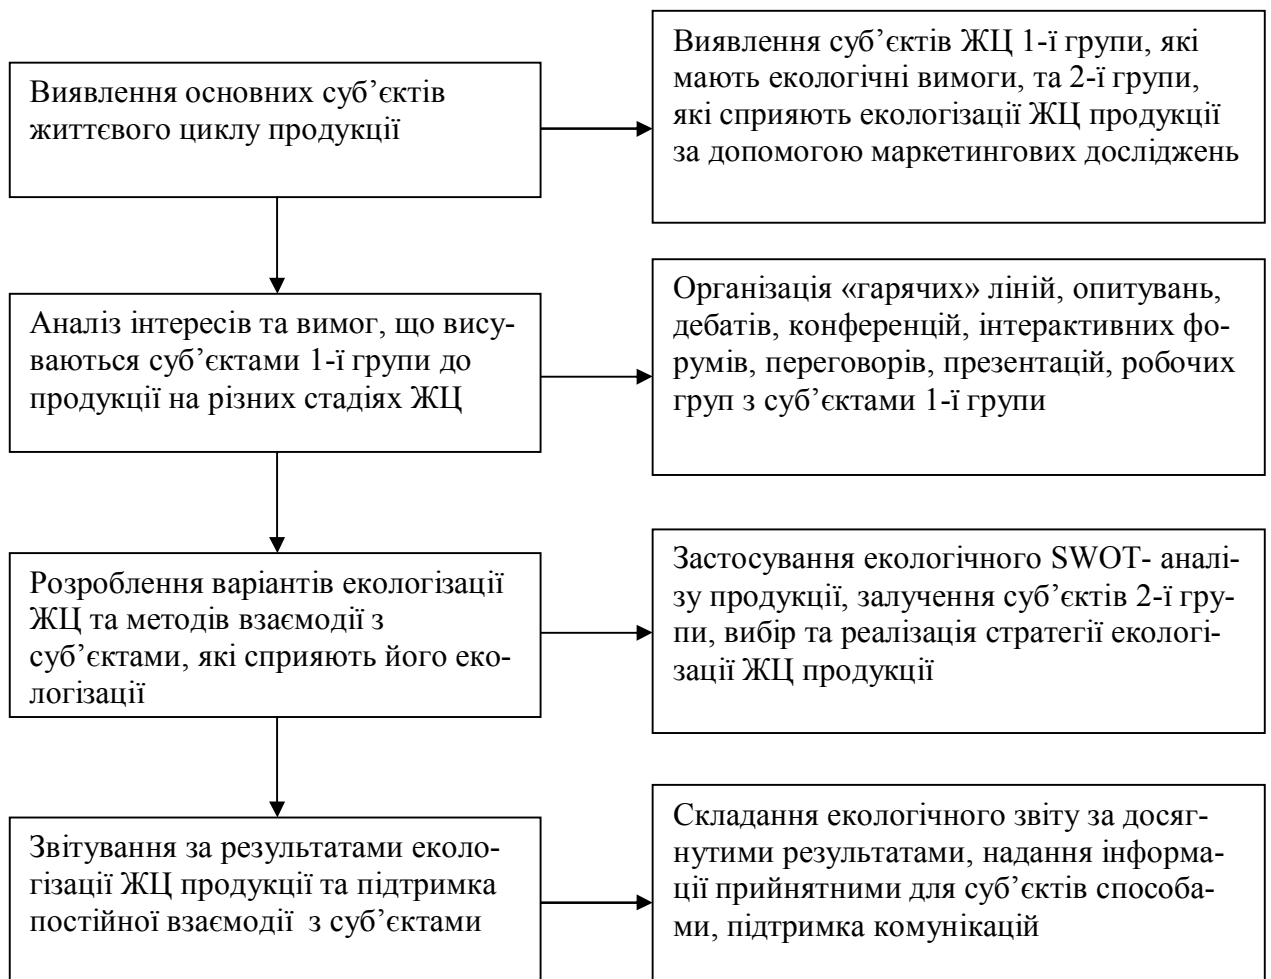 Виявлення основних суб’єктів
життєвого циклу продукції
Виявлення суб’єктів ЖЦ 1-ї групи, які
мають екологічні вимоги, та 2-ї групи,
які сприяють екологізації ЖЦ продукції
за допомогою маркетингових досліджень
Аналіз інтересів та вимог, що вису-
ваються суб’єктами 1-ї групи до
продукції на різних стадіях ЖЦ
Організація «гарячих» ліній, опитувань,
дебатів, конференцій, інтерактивних фо-
румів, переговорів, презентацій, робочих
груп з суб’єктами 1-ї групи
Розроблення варіантів екологізації
ЖЦ та методів взаємодії з
суб’єктами, які сприяють його еко-
логізації
Застосування екологічного SWOT- аналі-
зу продукції, залучення суб’єктів 2-ї гру-
пи, вибір та реалізація стратегії екологі-
зації ЖЦ продукції
Звітування за результатами еколо-
гізації ЖЦ продукції та підтримка
постійної взаємодії з суб’єктами
Складання екологічного звіту за досяг-
нутими результатами, надання інформа-
ції прийнятними для суб’єктів способа-
ми, підтримка комунікацій